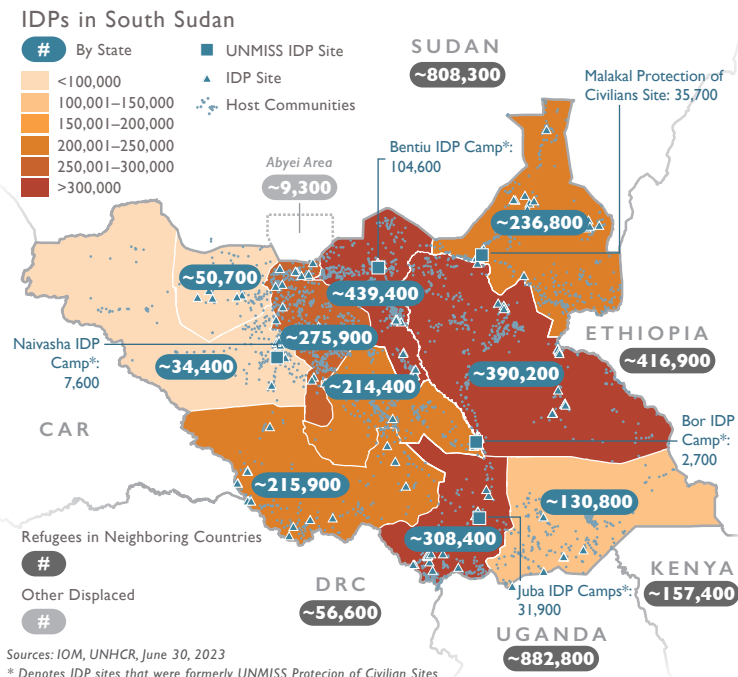 IDPs in South Sudan
# By State
<100,000
100,001–150,000
150,001–200,000
200,001–250,000
250,001–300,000
>300,000
UNMISS IDP Site
IDP Site
Host Communities
SUDAN
~808,300
Malakal Protection of
Civilians Site: 35,700
Bentiu IDP Camp*:
104,600
Abyei Area
~9,300
~236,800
~50,700
~439,400
~275,900
ETHIOPIA
~416,900
Naivasha IDP
Camp*:
7,600
~34,400
~390,200
~214,400
CAR
Bor IDP
Camp*:
2,700
~215,900
~130,800
~308,400
Refugees in Neighboring Countries
#
Other Displaced
#
DRC
~56,600
KENYA
~157,400
Juba IDP Camps*:
31,900
UGANDA
~882,800
Sources: IOM, UNHCR, June 30, 2023
* Denotes IDP sites that were formerly UNMISS Protecion of Civilian Sites